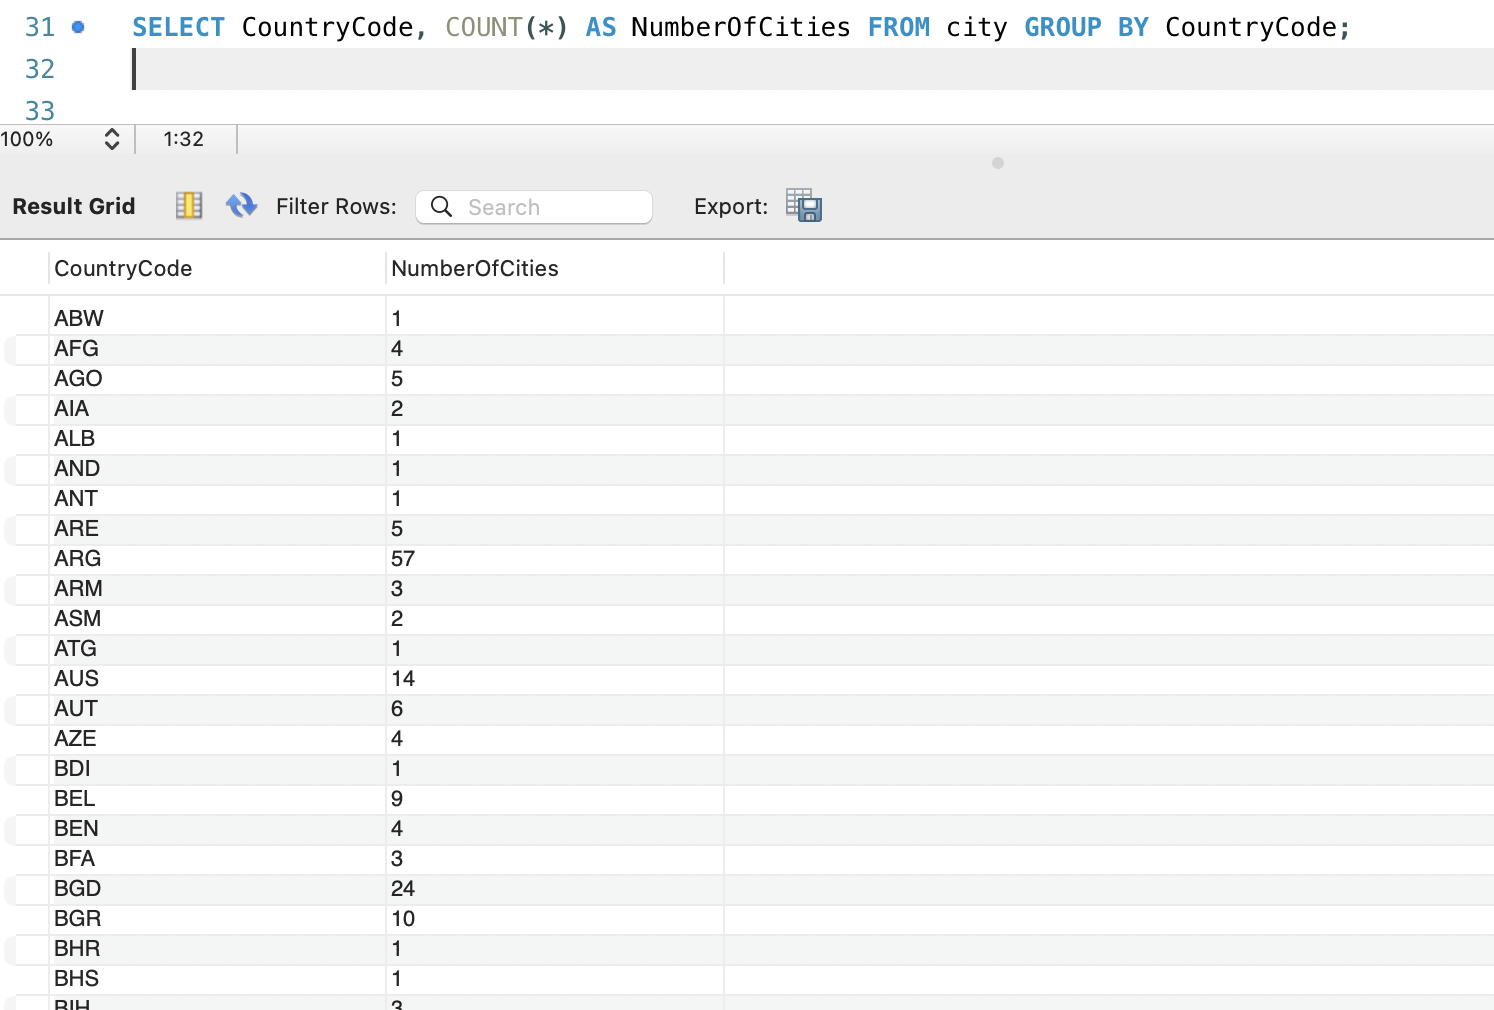 31 SELECT CountryCode, COUNT(*) AS NumberOfCities FROM city GROUP BY CountryCode;
32
33
100% 1:32
Result Grid Filter Rows: Search Export:
CountryCode NumberOfCities
ABW 1
AFG 4
AGO 5
AIA 2
ALB 1
AND 1
ANT 1
ARE 5
ARG 57
ARM 3
ASM 2
ATG 1
AUS 14
AUT 6
AZE 4
BDI 1
BEL 9
BEN 4
BFA 3
BGD 24
BGR 10
BHR 1
BHS 1
BIH 3